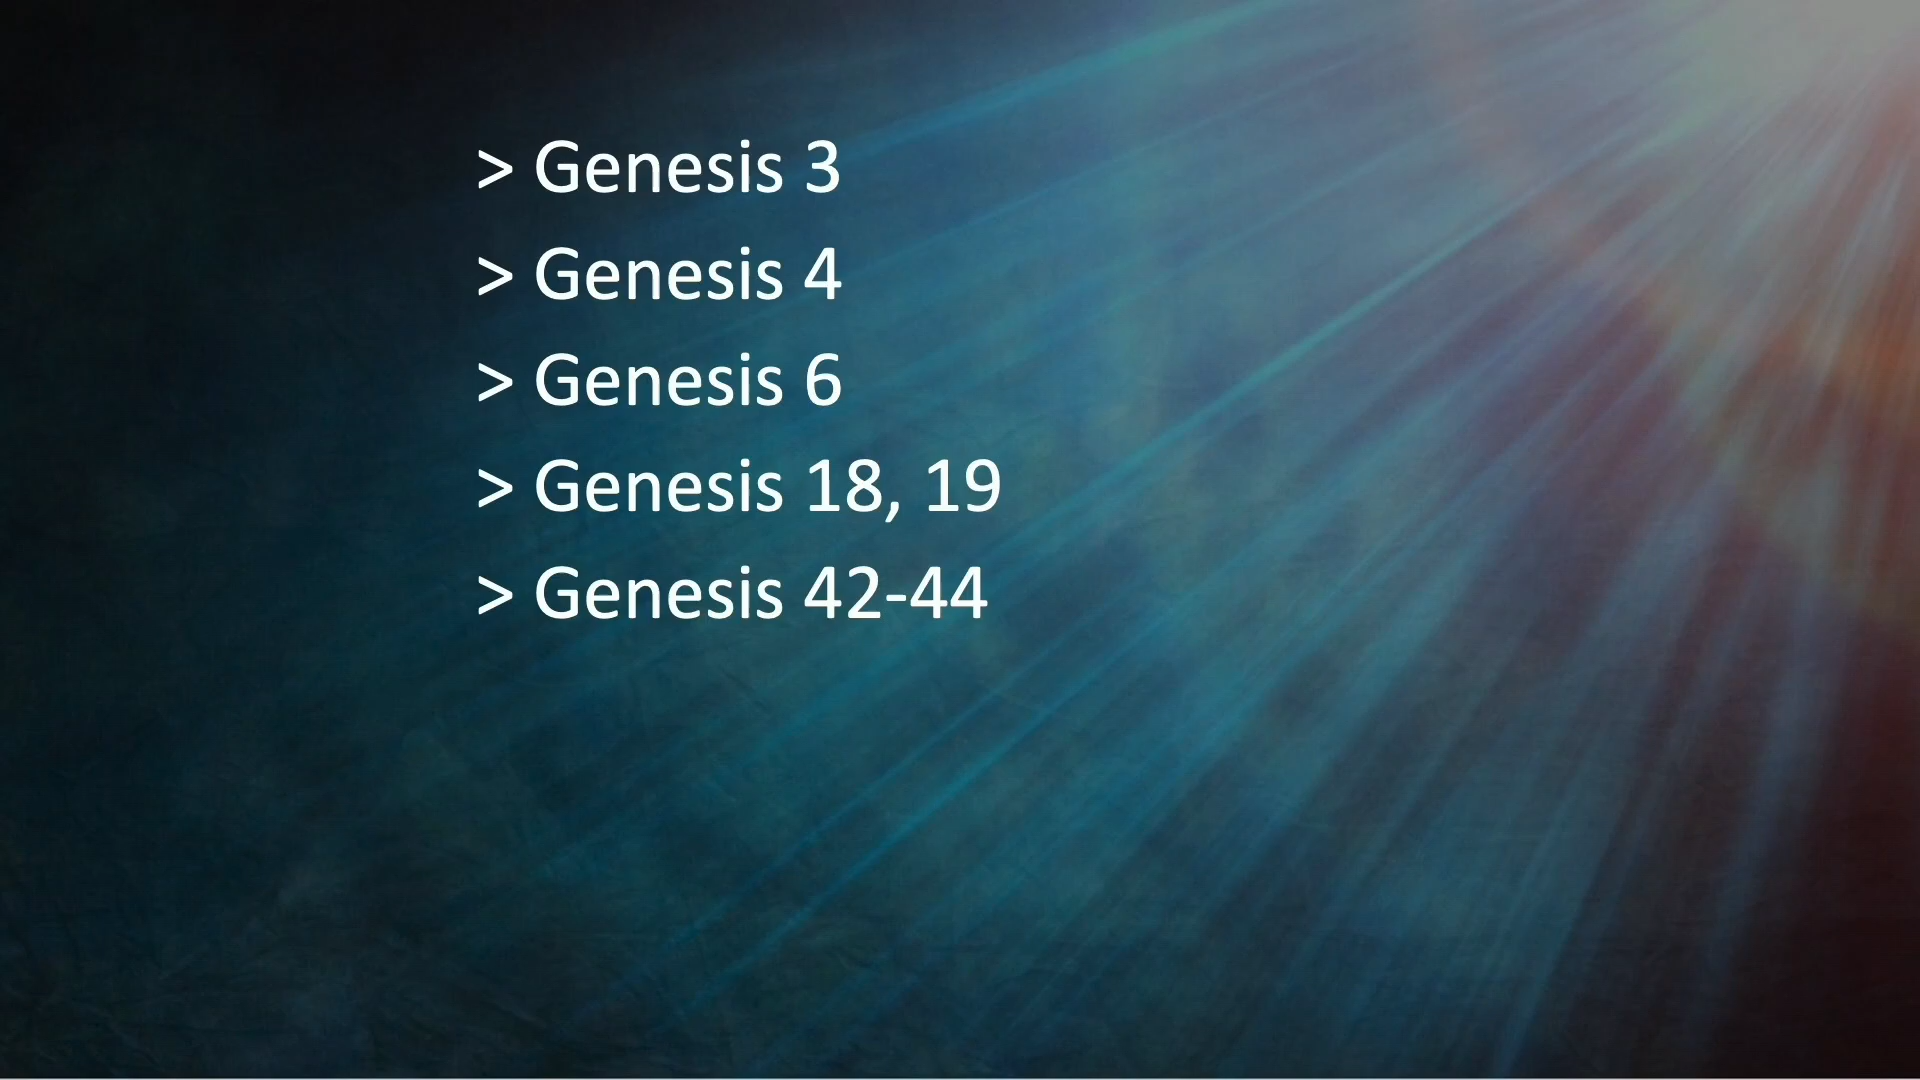 > Genesis 3
> Genesis 4
> Genesis 6
> Genesis 18, 19
> Genesis 42-44